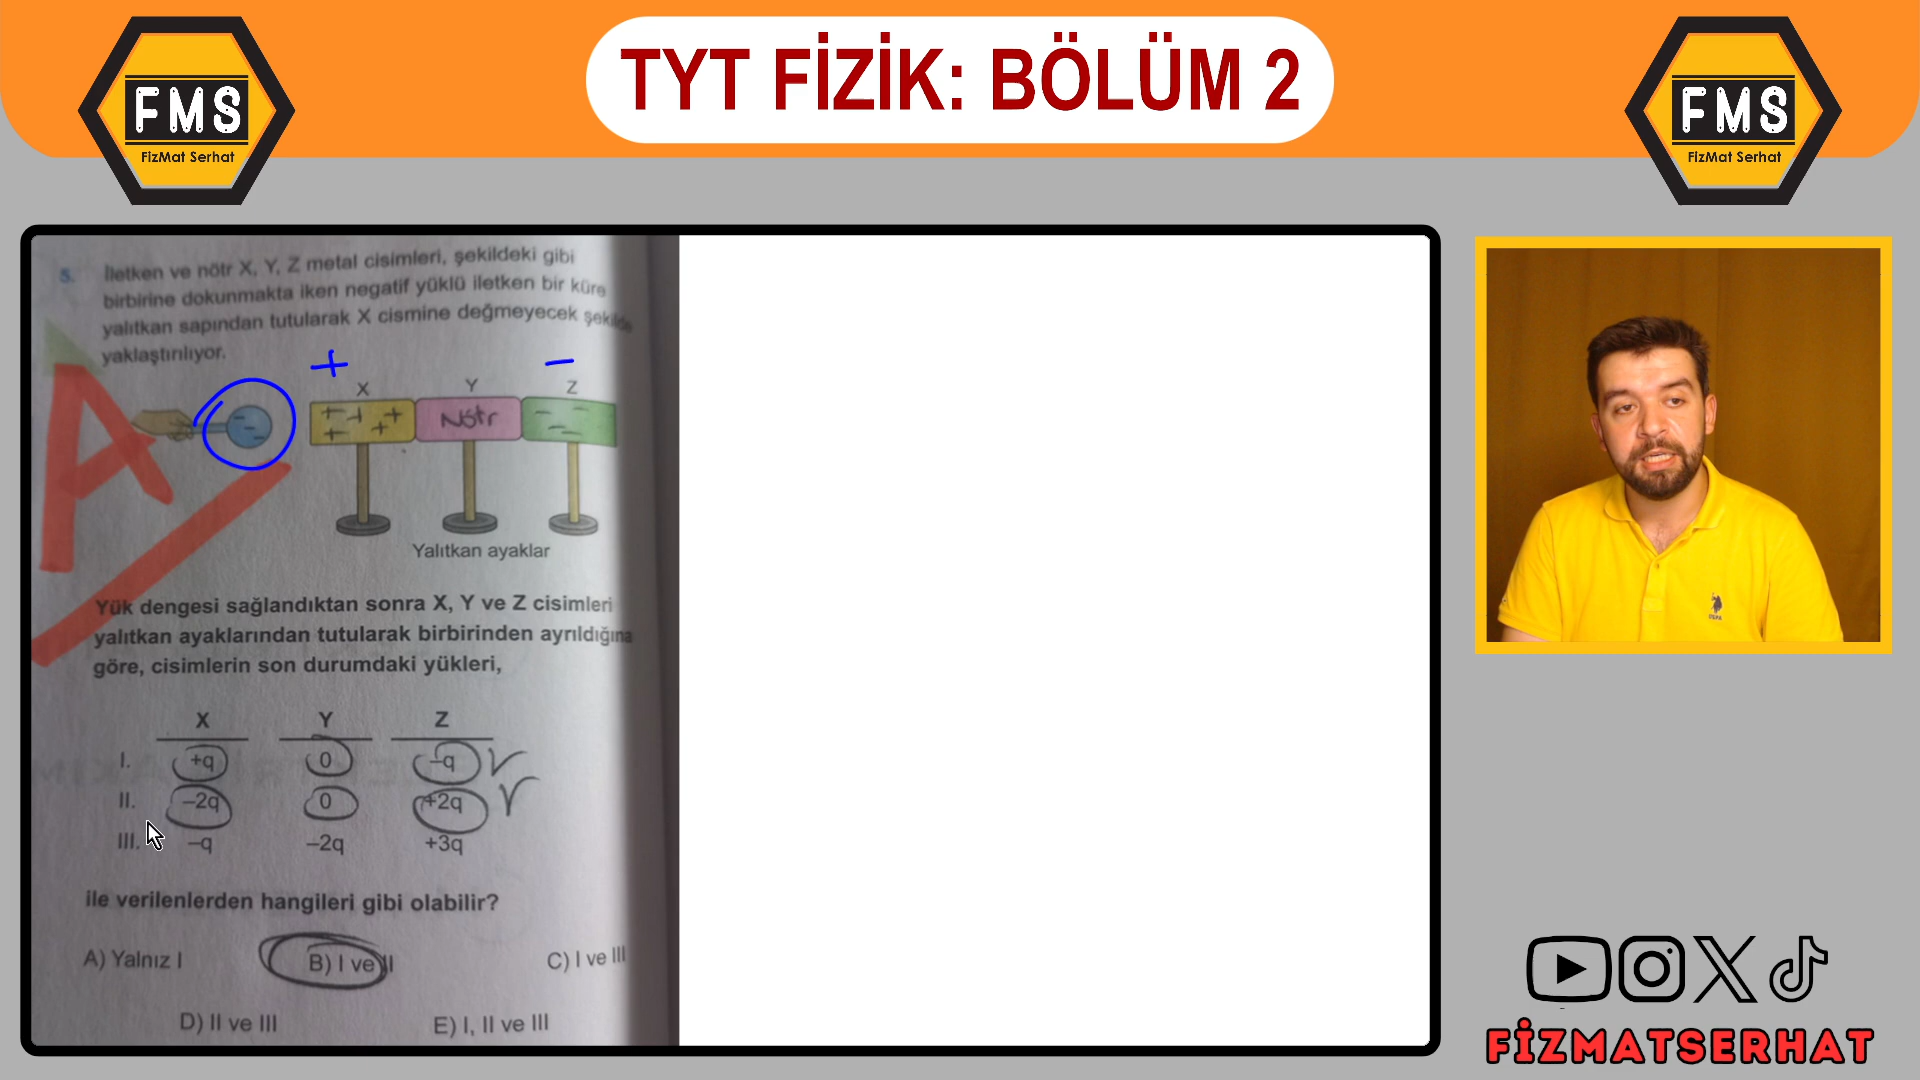 TYT FİZİK: BÖLÜM 2
FMS
FizMat Serhat
FMS
FizMat Serhat
5. İletken ve nötr X, Y, Z metal cisimleri, şekildeki gibi
birbirine dokunmakta iken negatif yüklü iletken bir küre
yalıtkan sapından tutularak X cismine değmeyecek şekilde
yaklaştırılıyor.
+ −
X Y Z
Nötr
Yalıtkan ayaklar
Yük dengesi sağlandıktan sonra X, Y ve Z cisimleri
yalıtkan ayaklarından tutularak birbirinden ayrıldığına
göre, cisimlerin son durumdaki yükleri,
X Y Z
I. +q 0 −q
II. −2q 0 +2q
III. −q −2q +3q
ile verilenlerden hangileri gibi olabilir?
A) Yalnız I B) I ve II C) I ve III
D) II ve III E) I, II ve III
FİZMATSERHAT